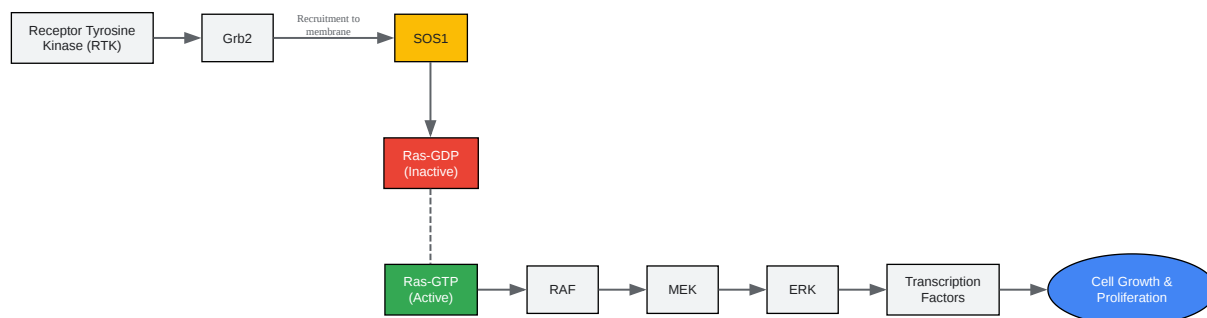 Receptor Tyrosine
Kinase (RTK)
Grb2
Recruitment to
membrane
SOS1
Ras-GDP
(Inactive)
Ras-GTP
(Active)
RAF
MEK
ERK
Transcription
Factors
Cell Growth &
Proliferation